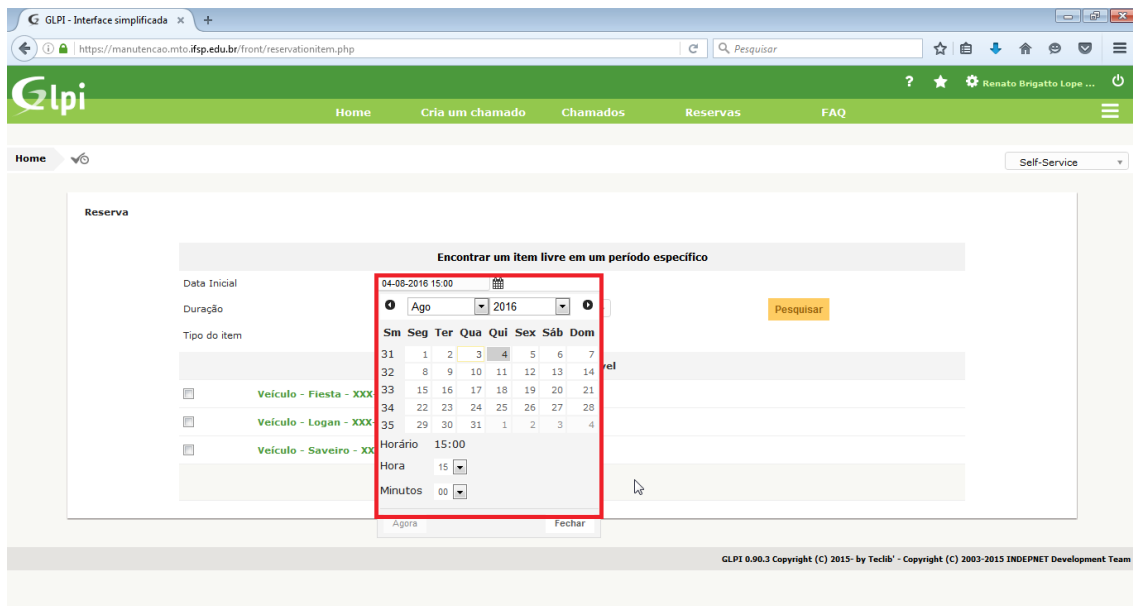 GLPI - Interface simplificada
https://manutencao.mto.ifsp.edu.br/front/reservationitem.php
Pesquisar
Glpi
? Renato Brigatto Lope ...
Home Cria um chamado Chamados Reservas FAQ
Home
Self-Service
Reserva
Encontrar um item livre em um período específico
Data Inicial 04-08-2016 15:00
Duração
Pesquisar
Tipo do item
Ago 2016
Sm Seg Ter Qua Qui Sex Sáb Dom
31 1 2 3 4 5 6 7
32 8 9 10 11 12 13 14
33 15 16 17 18 19 20 21
34 22 23 24 25 26 27 28
35 29 30 31 1 2 3 4
Horário 15:00
Hora 15
Minutos 00
Agora Fechar
vel
Veículo - Fiesta - XXX-
Veículo - Logan - XXX-
Veículo - Saveiro - XX
GLPI 0.90.3 Copyright (C) 2015- by Teclib' - Copyright (C) 2003-2015 INDEPNET Development Team